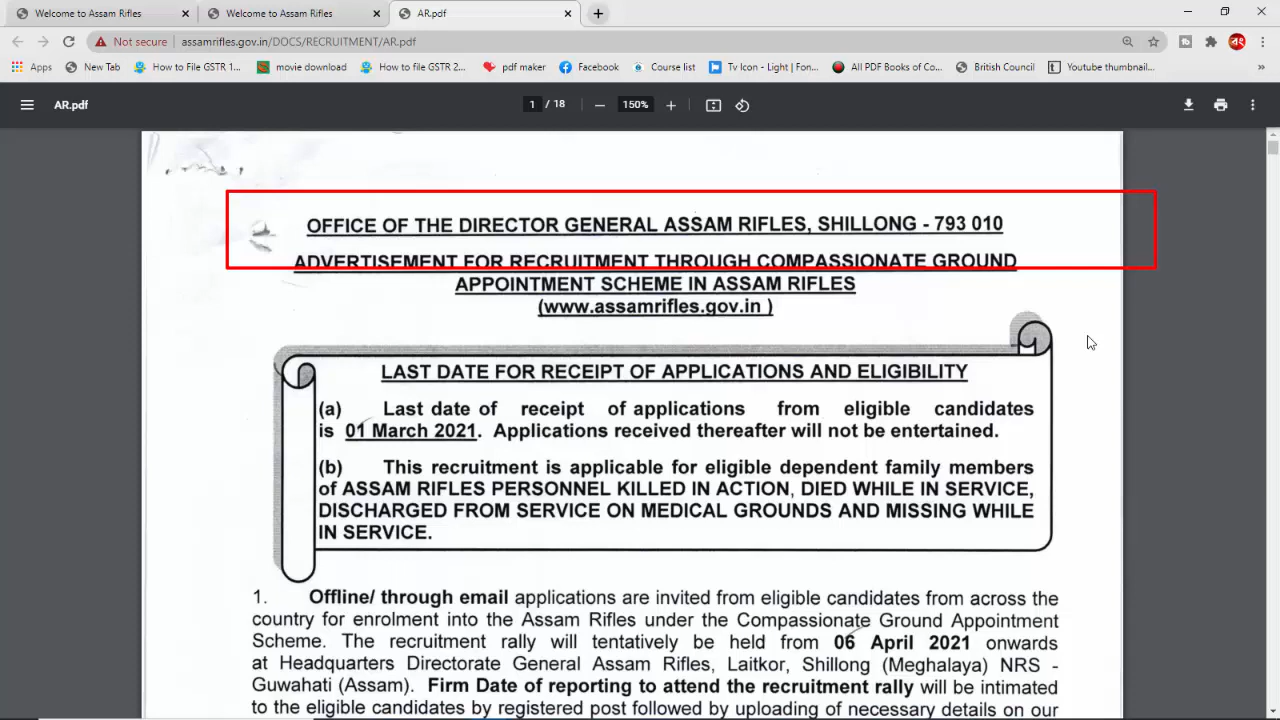 Welcome to Assam Rifles
Welcome to Assam Rifles
AR.pdf
Not secure
assamrifles.gov.in/DOCS/RECRUITMENT/AR.pdf
Apps
New Tab
How to File GSTR 1...
movie download
How to file GSTR 2...
pdf maker
Facebook
Course list
Tv Icon - Light | Fon...
All PDF Books of Co...
British Council
Youtube thumbnail...
AR.pdf
1 / 18
150%
OFFICE OF THE DIRECTOR GENERAL ASSAM RIFLES, SHILLONG - 793 010
ADVERTISEMENT FOR RECRUITMENT THROUGH COMPASSIONATE GROUND
APPOINTMENT SCHEME IN ASSAM RIFLES
(www.assamrifles.gov.in )
LAST DATE FOR RECEIPT OF APPLICATIONS AND ELIGIBILITY
(a) Last date of receipt of applications from eligible candidates
is 01 March 2021. Applications received thereafter will not be entertained.
(b) This recruitment is applicable for eligible dependent family members
of ASSAM RIFLES PERSONNEL KILLED IN ACTION, DIED WHILE IN SERVICE,
DISCHARGED FROM SERVICE ON MEDICAL GROUNDS AND MISSING WHILE
IN SERVICE.
1. Offline/ through email applications are invited from eligible candidates from across the
country for enrolment into the Assam Rifles under the Compassionate Ground Appointment
Scheme. The recruitment rally will tentatively be held from 06 April 2021 onwards
at Headquarters Directorate General Assam Rifles, Laitkor, Shillong (Meghalaya) NRS -
Guwahati (Assam). Firm Date of reporting to attend the recruitment rally will be intimated
to the eligible candidates by registered post followed by uploading of necessary details on our